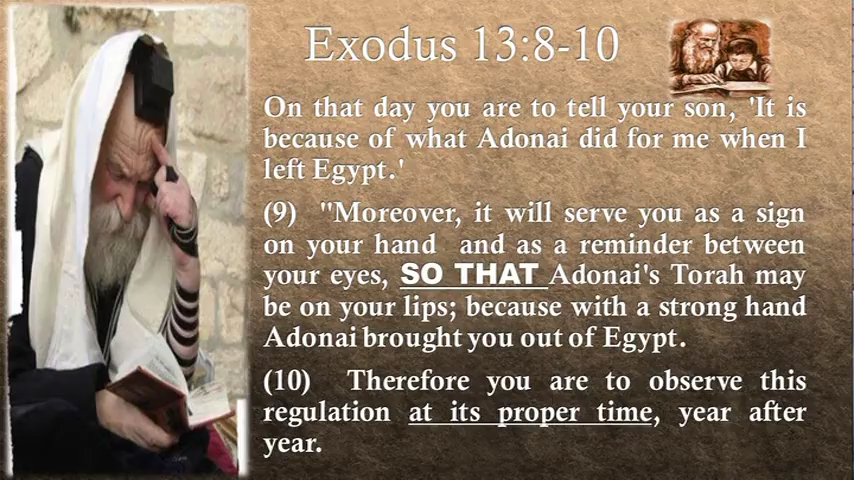 Exodus 13:8-10
On that day you are to tell your son, 'It is
because of what Adonai did for me when I
left Egypt.'
(9) "Moreover, it will serve you as a sign
on your hand and as a reminder between
your eyes, SO THAT Adonai's Torah may
be on your lips; because with a strong hand
Adonai brought you out of Egypt.
(10) Therefore you are to observe this
regulation at its proper time, year after
year.